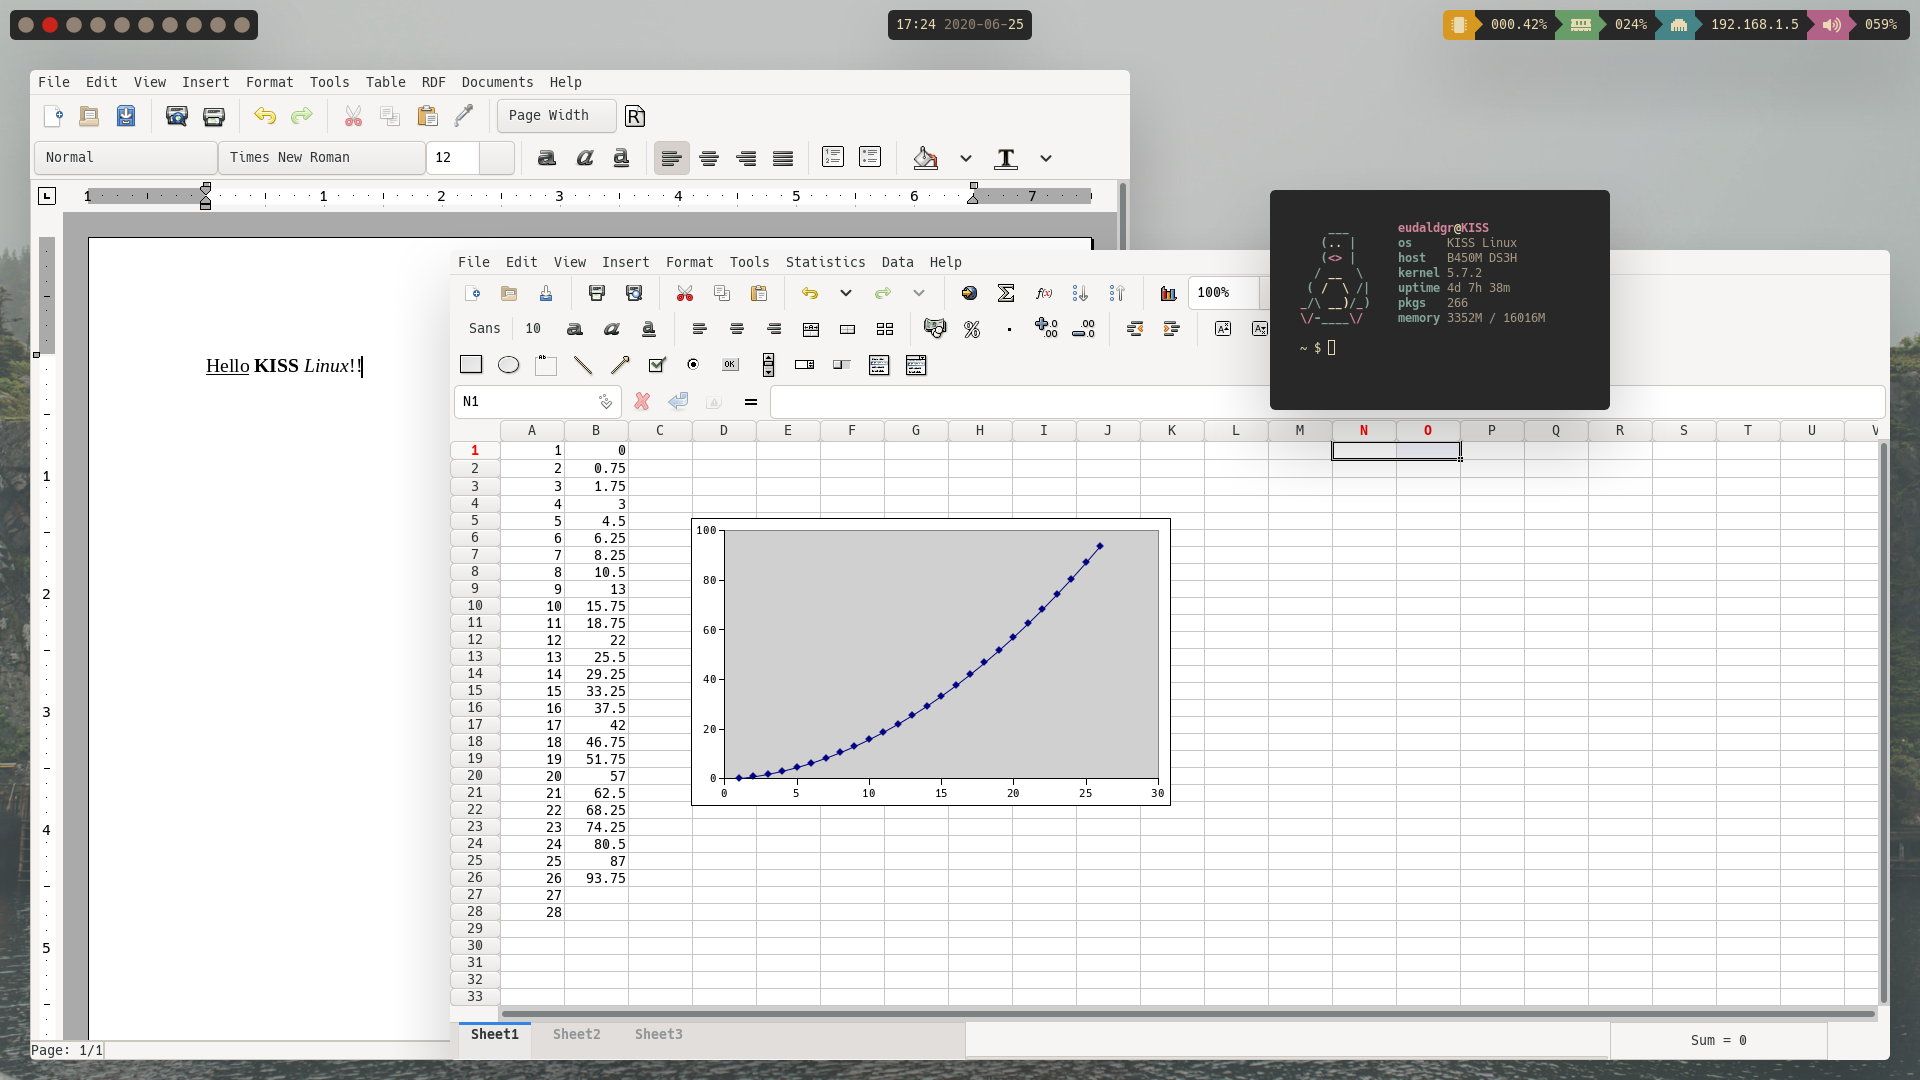 17:24 2020-06-25
000.42% 024% 192.168.1.5 059%
File Edit View Insert Format Tools Table RDF Documents Help
Page Width
Normal Times New Roman 12
1 1 2 3 4 5 6 7
Hello KISS Linux!!
1
2
3
4
5
Page: 1/1
File Edit View Insert Format Tools Statistics Data Help
100%
Sans 10
OK
N1 =
A B C D E F G H I J K L M N O P Q R S T U V
1 1 0
2 2 0.75
3 3 1.75
4 4 3
5 5 4.5
6 6 6.25
7 7 8.25
8 8 10.5
9 9 13
10 10 15.75
11 11 18.75
12 12 22
13 13 25.5
14 14 29.25
15 15 33.25
16 16 37.5
17 17 42
18 18 46.75
19 19 51.75
20 20 57
21 21 62.5
22 22 68.25
23 23 74.25
24 24 80.5
25 25 87
26 26 93.75
27 27
28 28
29
30
31
32
33
100
80
60
40
20
0
0 5 10 15 20 25 30
Sheet1 Sheet2 Sheet3
Sum = 0
eudaldgr@KISS
os KISS Linux
host B450M DS3H
kernel 5.7.2
uptime 4d 7h 38m
pkgs 266
memory 3352M / 16016M
~ $